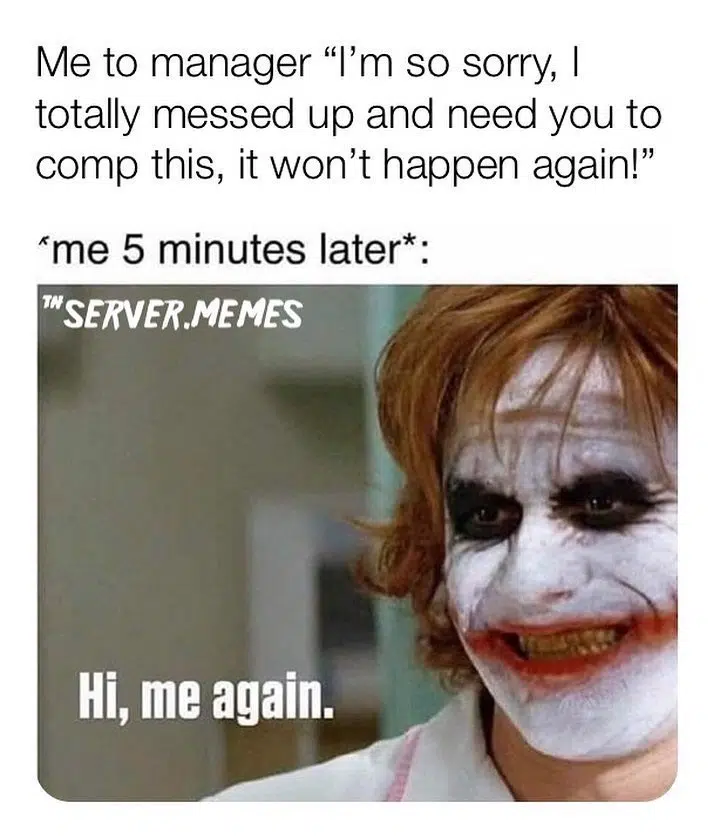 Me to manager “I’m so sorry, I
totally messed up and need you to
comp this, it won’t happen again!”
*me 5 minutes later*:
™SERVER.MEMES
Hi, me again.